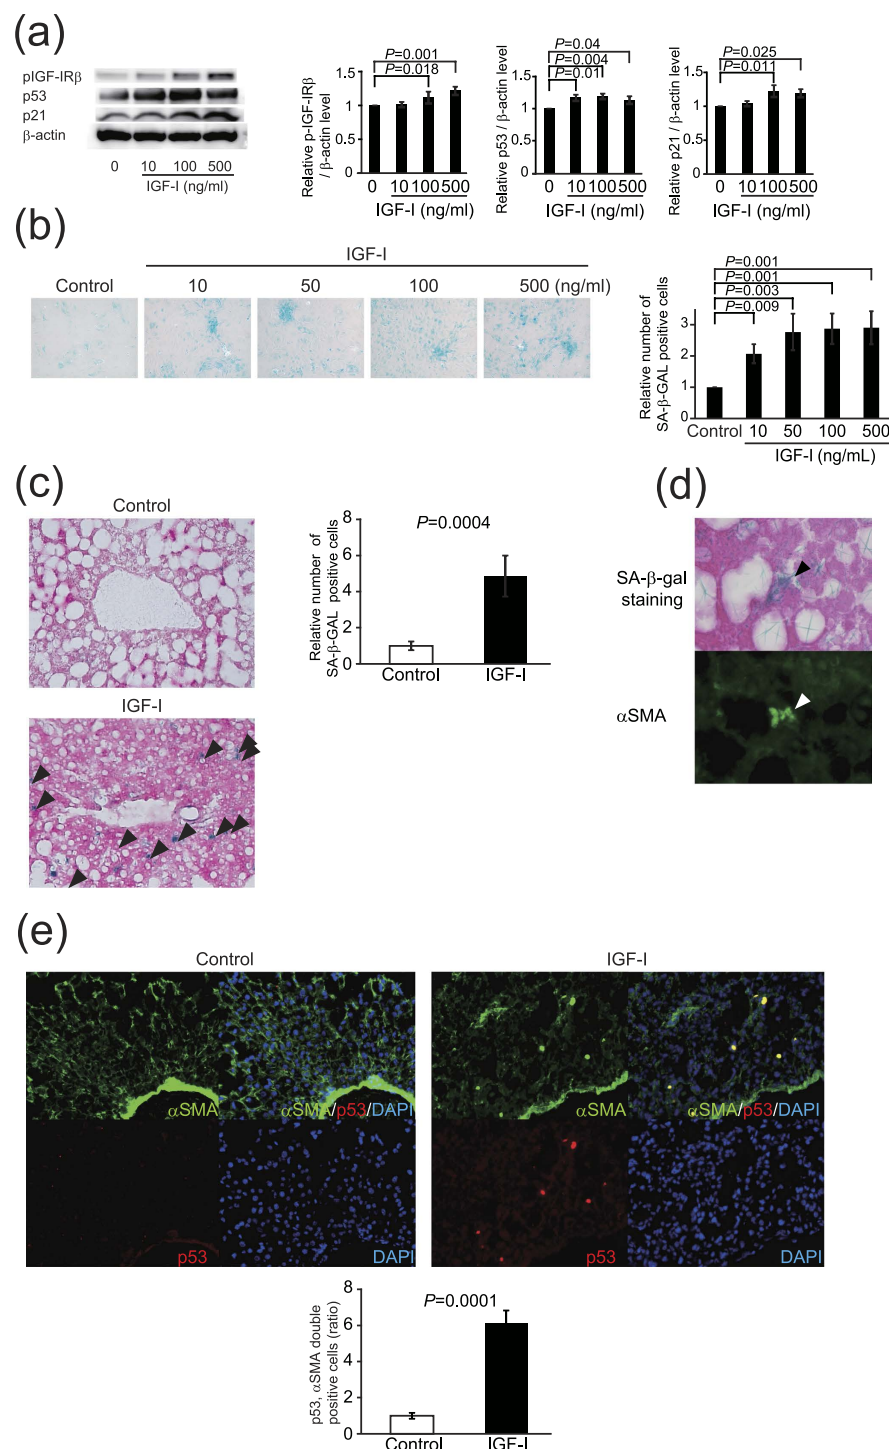 (a)
pIGF-IRβ
p53
p21
β-actin
0 10 100 500
IGF-I (ng/ml)
Relative p-IGF-IRβ
/ β-actin level
P=0.001
P=0.018
1.5
1
0.5
0
0 10 100 500
IGF-I (ng/ml)
Relative p53 / β-actin level
P=0.04
P=0.004
P=0.011
1.5
1
0.5
0
0 10 100 500
IGF-I (ng/ml)
Relative p21 / β-actin level
P=0.025
P=0.011
1.5
1
0.5
0
0 10 100 500
IGF-I (ng/ml)
(b)
IGF-I
Control 10 50 100 500 (ng/ml)
Relative number of
SA-β-GAL positive cells
P=0.001
P=0.001
P=0.003
P=0.009
3
2
1
0
Control 10 50 100 500
IGF-I (ng/mL)
(c)
Control
IGF-I
Relative number of
SA-β-GAL positive cells
P=0.0004
8
6
4
2
0
Control IGF-I
(d)
SA-β-gal
staining
αSMA
(e)
Control
αSMA
αSMA/p53/DAPI
p53
DAPI
IGF-I
αSMA
αSMA/p53/DAPI
p53
DAPI
p53, αSMA double
positive cells (ratio)
P=0.0001
8
6
4
2
0
Control IGF-I